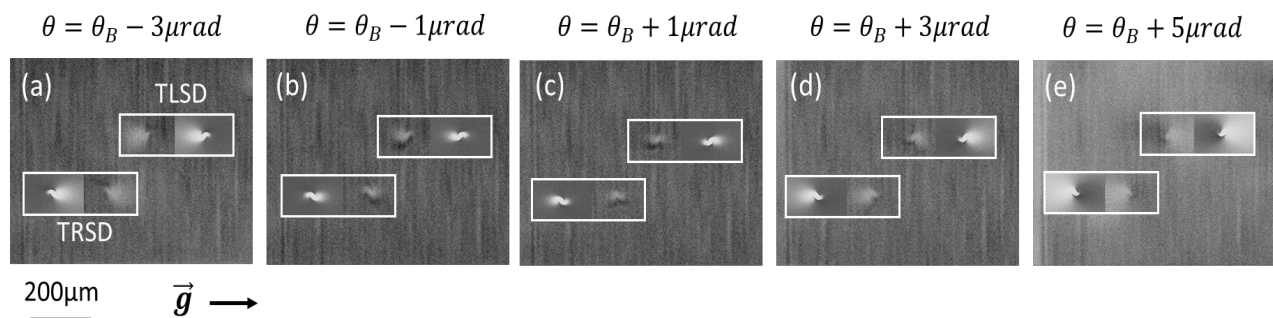 θ = θ_B − 3μrad
θ = θ_B − 1μrad
θ = θ_B + 1μrad
θ = θ_B + 3μrad
θ = θ_B + 5μrad
(a)
TLSD
TRSD
(b)
(c)
(d)
(e)
200μm
g⃗